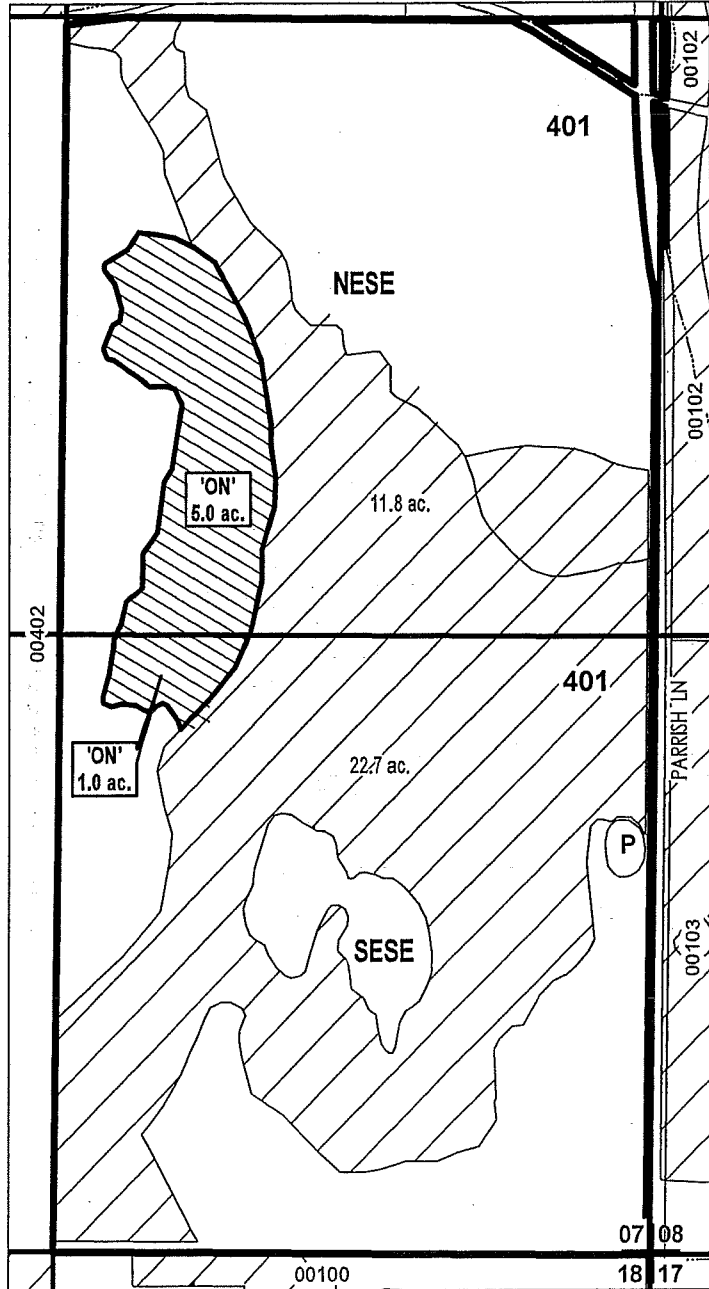 00102
401
NESE
00102
'ON'
5.0 ac.
11.8 ac.
00402
401
PARRISH LN
'ON'
1.0 ac.
22.7 ac.
P
SESE
00103
07 08
00100
18 17